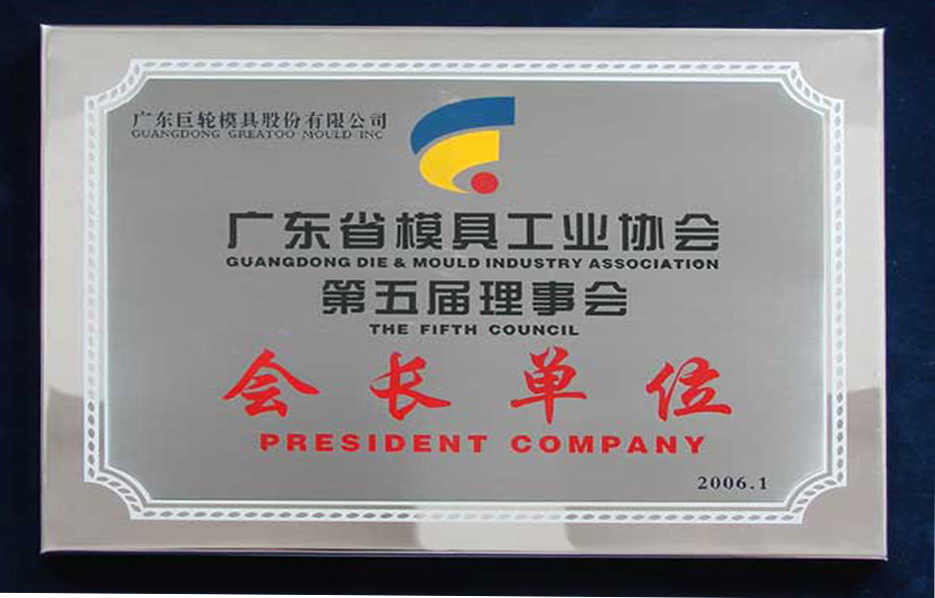 广东巨轮模具股份有限公司
GUANGDONG GREATOO MOULD INC
广东省模具工业协会
GUANGDONG DIE & MOULD INDUSTRY ASSOCIATION
第五届理事会
THE FIFTH COUNCIL
会长单位
PRESIDENT COMPANY
2006.1